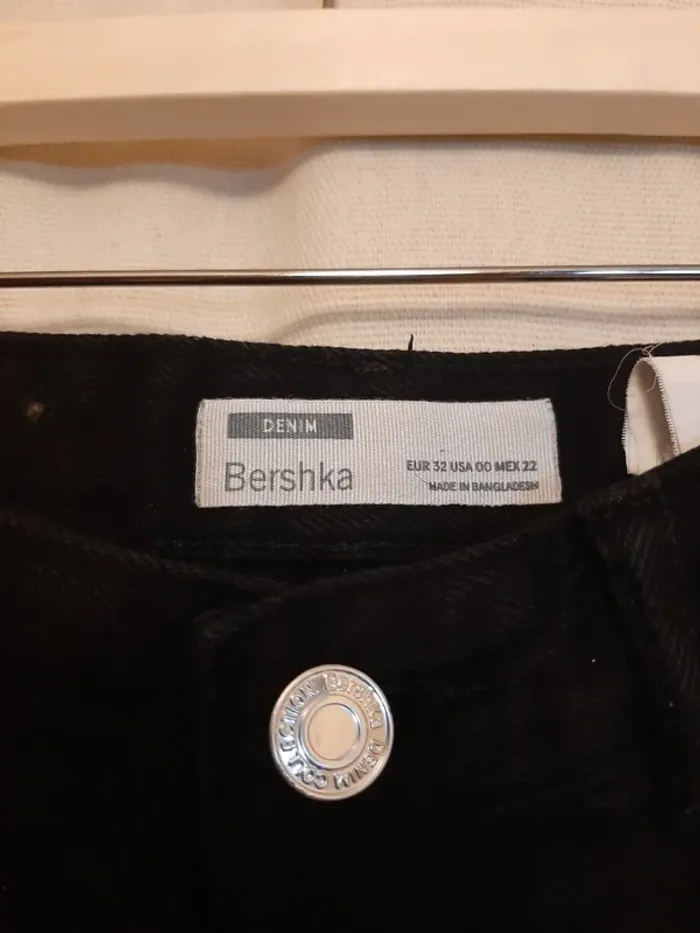 DENIM
Bershka
EUR 32 USA 00 MEX 22
MADE IN BANGLADESH
Bershka DENIM COLLECTION